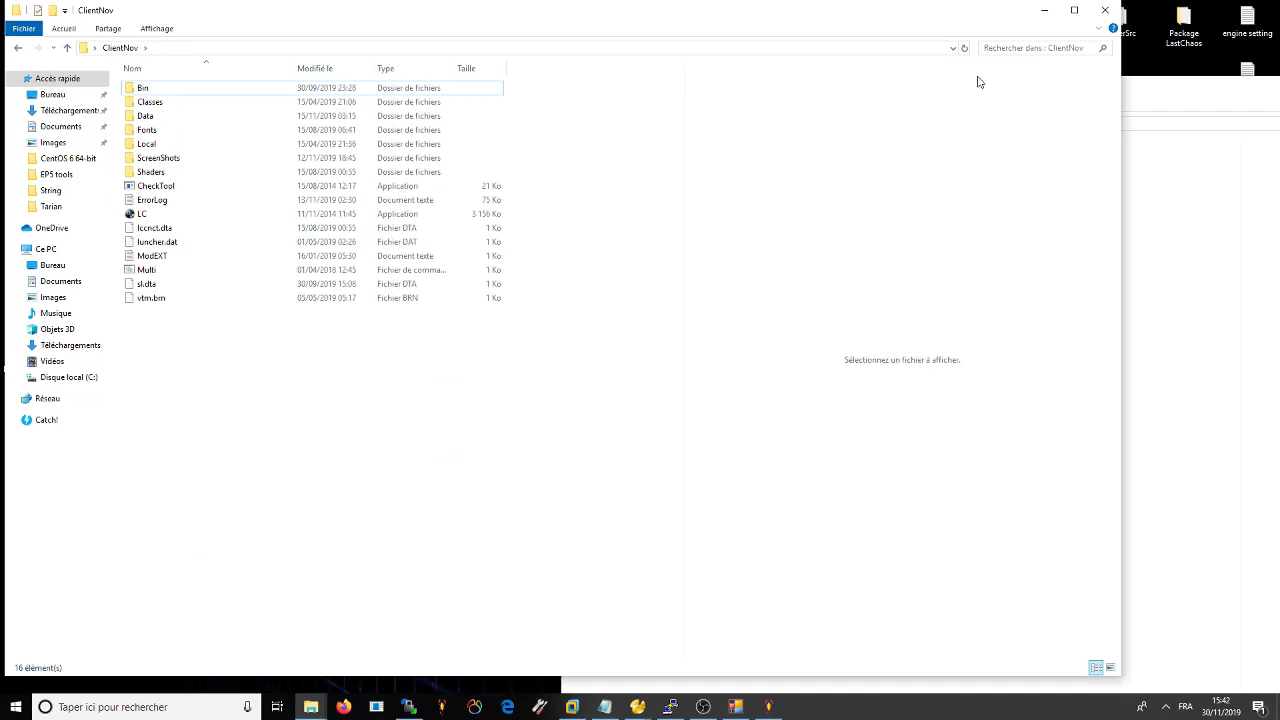 ClientNov
Fichier Accueil Partage Affichage
ClientNov
Rechercher dans : ClientNov
Nom Modifié le Type Taille
Bin 30/09/2019 23:28 Dossier de fichiers
Classes 15/04/2019 21:06 Dossier de fichiers
Data 15/11/2019 03:15 Dossier de fichiers
Fonts 15/08/2019 06:41 Dossier de fichiers
Local 15/04/2019 21:36 Dossier de fichiers
ScreenShots 12/11/2019 18:45 Dossier de fichiers
Shaders 15/08/2019 00:55 Dossier de fichiers
CheckTool 15/08/2014 12:17 Application 21 Ko
ErrorLog 13/11/2019 02:30 Document texte 75 Ko
LC 11/11/2014 11:45 Application 3 156 Ko
lccnct.dta 15/08/2019 00:55 Fichier DTA 1 Ko
luncher.dat 01/05/2019 02:26 Fichier DAT 1 Ko
ModEXT 16/01/2019 05:30 Document texte 1 Ko
Multi 01/04/2018 12:45 Fichier de comma... 1 Ko
sl.dta 30/09/2019 15:08 Fichier DTA 1 Ko
vtm.brn 05/05/2019 05:17 Fichier BRN 1 Ko
Accès rapide
Bureau
Téléchargements
Documents
Images
CentOS 6 64-bit
EP5 tools
String
Tarian
OneDrive
Ce PC
Bureau
Documents
Images
Musique
Objets 3D
Téléchargements
Vidéos
Disque local (C:)
Réseau
Catch!
Sélectionnez un fichier à afficher.
16 élément(s)
erSrc
Package
LastChaos
engine setting
Taper ici pour rechercher
FRA
15:42
30/11/2019
1